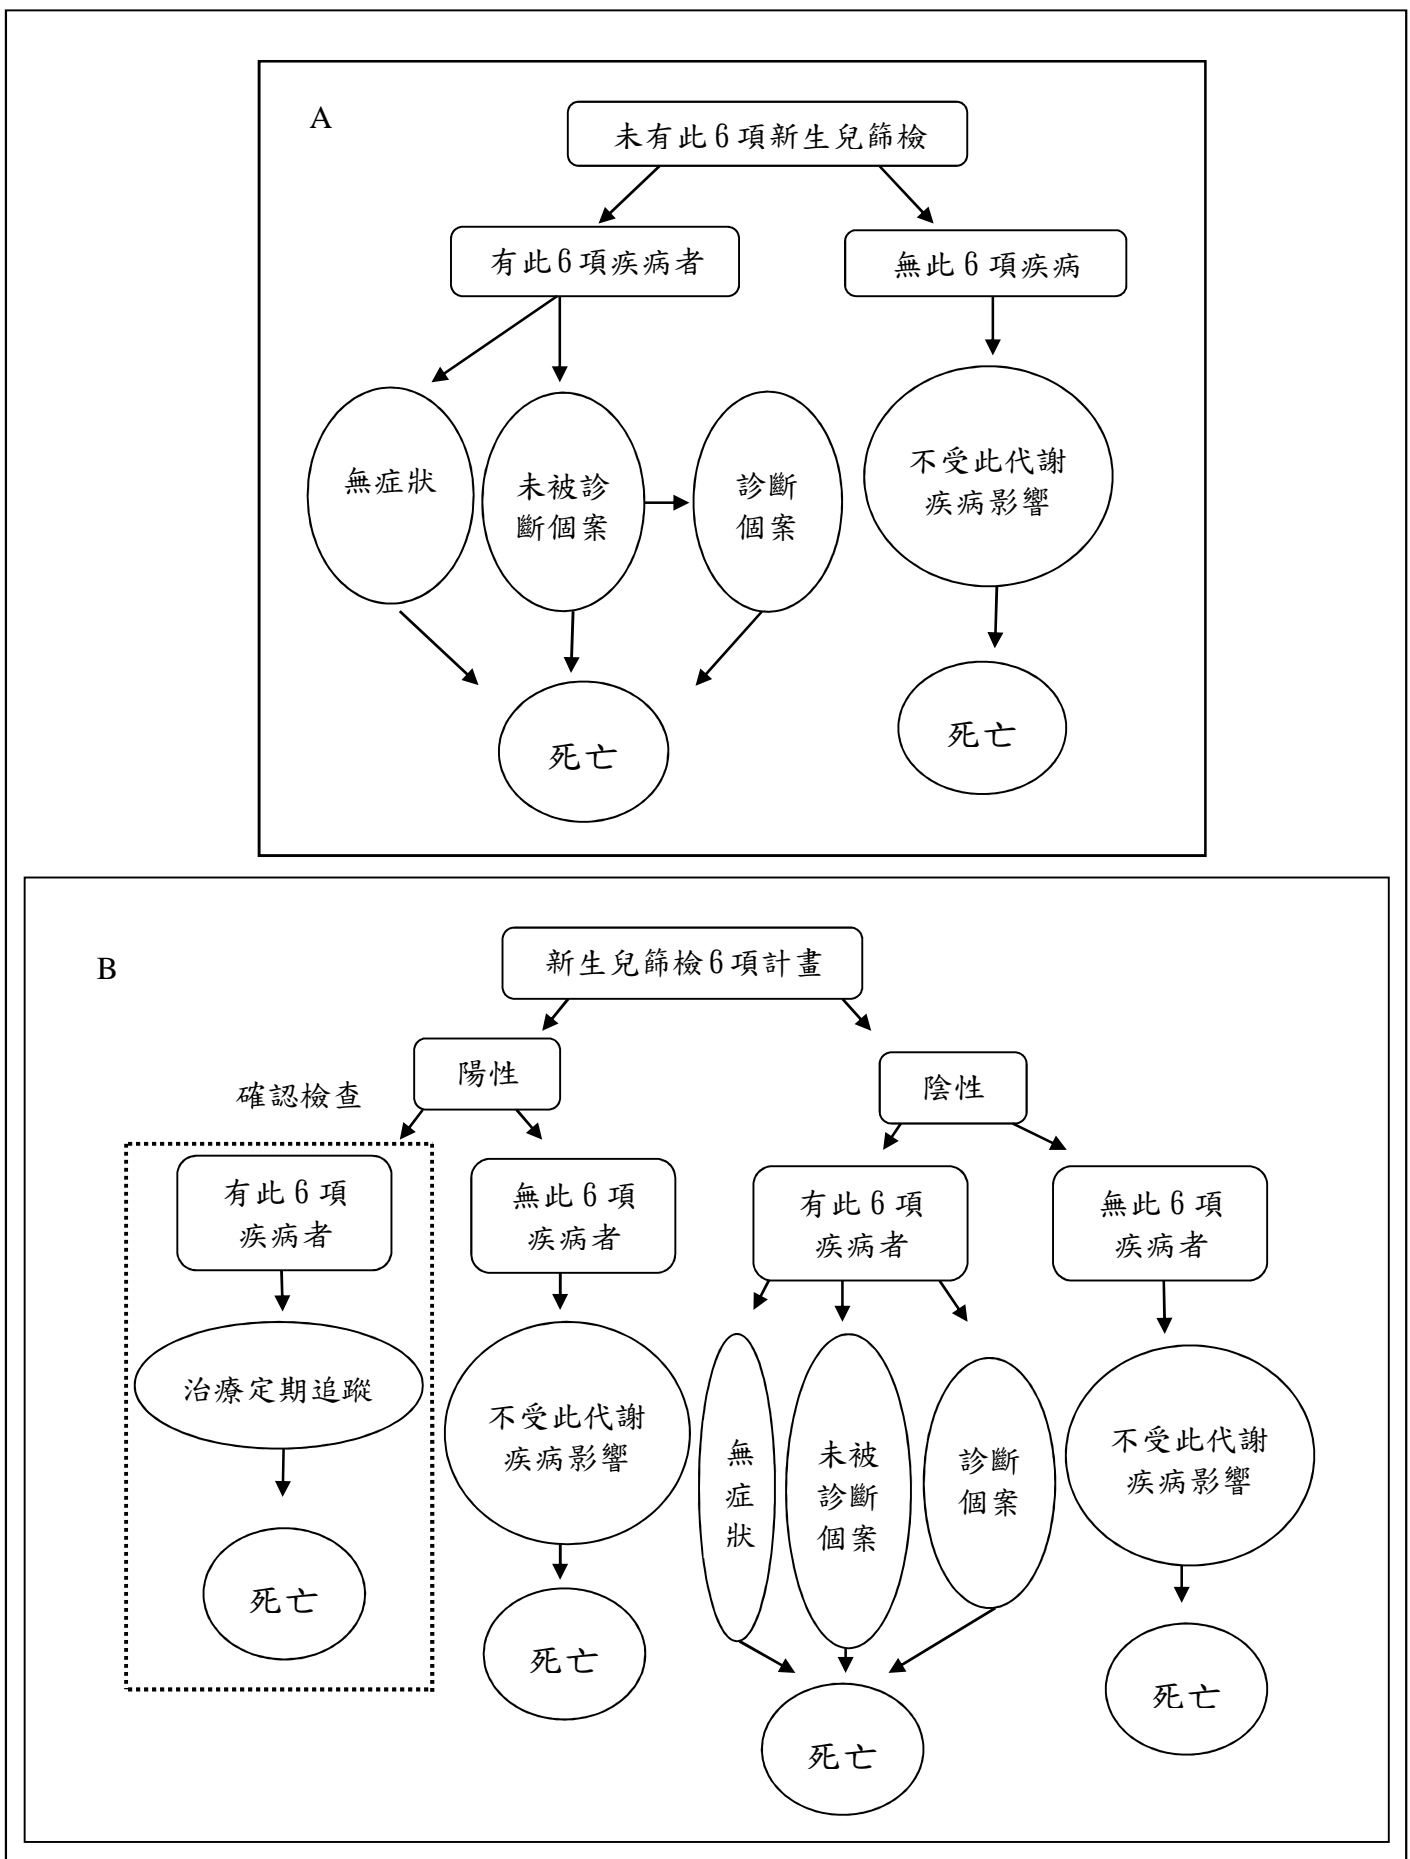 A
未有此6項新生兒篩檢
有此6項疾病者
無此6項疾病
無症狀
未被診
斷個案
診斷
個案
不受此代謝
疾病影響
死亡
死亡
B
新生兒篩檢6項計畫
陽性
陰性
確認檢查
有此6項
疾病者
無此6項
疾病者
有此6項
疾病者
無此6項
疾病者
治療定期追蹤
不受此代謝
疾病影響
無
症
狀
未被
診斷
個案
診斷
個案
不受此代謝
疾病影響
死亡
死亡
死亡
死亡